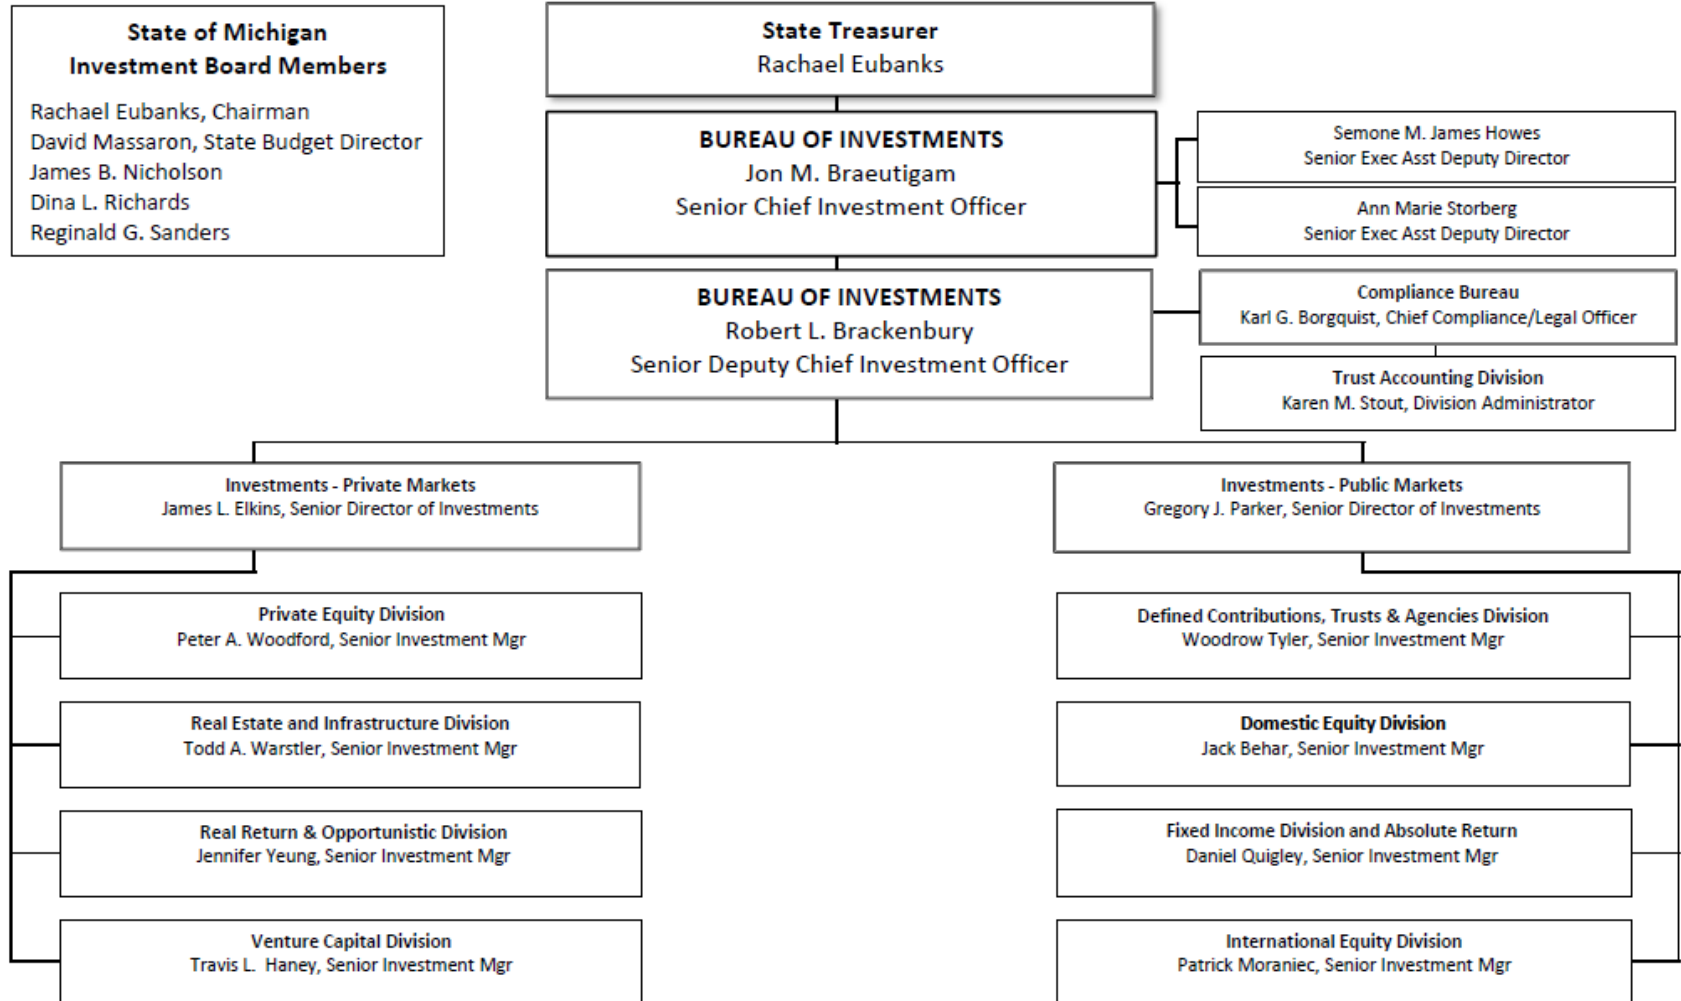 State of Michigan
Investment Board Members
Rachael Eubanks, Chairman
David Massaron, State Budget Director
James B. Nicholson
Dina L. Richards
Reginald G. Sanders
State Treasurer
Rachael Eubanks
BUREAU OF INVESTMENTS
Jon M. Braeutigam
Senior Chief Investment Officer
Semone M. James Howes
Senior Exec Asst Deputy Director
Ann Marie Storberg
Senior Exec Asst Deputy Director
BUREAU OF INVESTMENTS
Robert L. Brackenbury
Senior Deputy Chief Investment Officer
Compliance Bureau
Karl G. Borgquist, Chief Compliance/Legal Officer
Trust Accounting Division
Karen M. Stout, Division Administrator
Investments - Private Markets
James L. Elkins, Senior Director of Investments
Investments - Public Markets
Gregory J. Parker, Senior Director of Investments
Private Equity Division
Peter A. Woodford, Senior Investment Mgr
Defined Contributions, Trusts & Agencies Division
Woodrow Tyler, Senior Investment Mgr
Real Estate and Infrastructure Division
Todd A. Warstler, Senior Investment Mgr
Domestic Equity Division
Jack Behar, Senior Investment Mgr
Real Return & Opportunistic Division
Jennifer Yeung, Senior Investment Mgr
Fixed Income Division and Absolute Return
Daniel Quigley, Senior Investment Mgr
Venture Capital Division
Travis L. Haney, Senior Investment Mgr
International Equity Division
Patrick Moraniec, Senior Investment Mgr